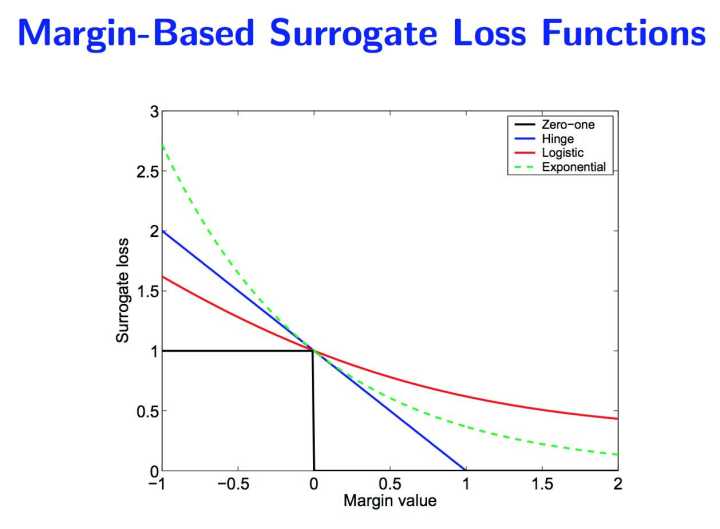 Margin-Based Surrogate Loss Functions
3
2.5
2
1.5
1
0.5
0
Surrogate loss
Zero−one
Hinge
Logistic
Exponential
−1 −0.5 0 0.5 1 1.5 2
Margin value